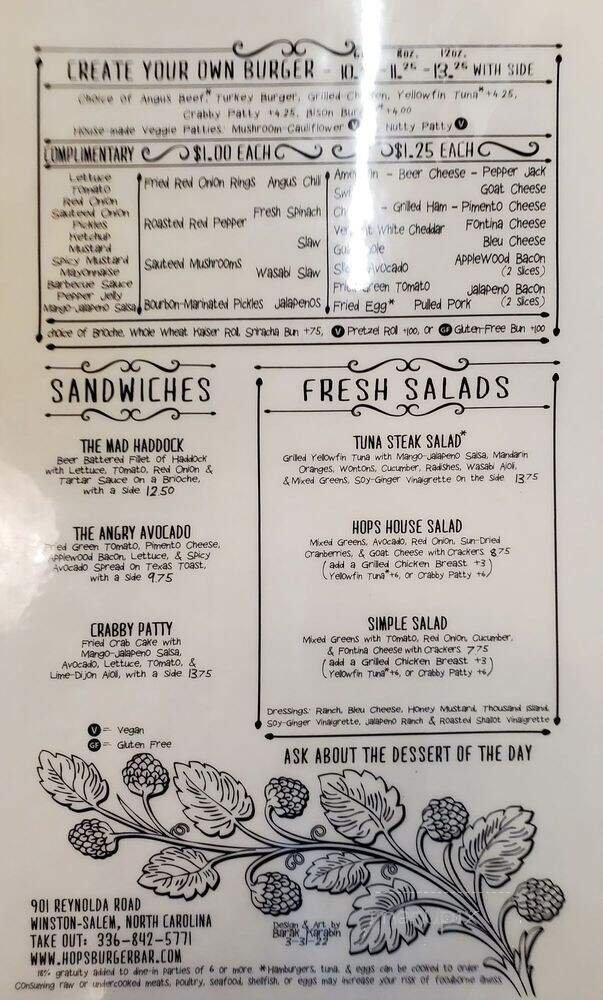 8oz. 12oz.
CREATE YOUR OWN BURGER - 10. - 11.25 - 13.25 WITH SIDE
Choice of Angus Beef,* Turkey Burger, Grilled Chicken, Yellowfin Tuna* +4.25,
Crabby Patty +4.25, Bison Burger* +4.00
House-made Veggie Patties: Mushroom-Cauliflower V Nutty Patty V
COMPLIMENTARY
Lettuce
Tomato
Red Onion
Sauteed Onion
Pickles
Ketchup
Mustard
Spicy Mustard
Mayonnaise
Barbecue Sauce
Pepper Jelly
Mango-Jalapeno Salsa
$1.00 EACH
Fried Red Onion Rings Angus Chili
Fresh Spinach
Roasted Red Pepper
Slaw
Sauteed Mushrooms
Wasabi Slaw
Bourbon-Marinated Pickles Jalapenos
$1.25 EACH
American - Beer Cheese - Pepper Jack
Goat Cheese
- Grilled Ham - Pimento Cheese
Vermont White Cheddar Fontina Cheese
Bleu Cheese
Avocado Applewood Bacon
(2 Slices)
Fried Green Tomato Jalapeno Bacon
Fried Egg* Pulled Pork (2 Slices)
choice of Brioche, Whole Wheat, Kaiser Roll, Sriracha Bun +.75, V Pretzel Roll +1.00, or GF Gluten-Free Bun +1.00
SANDWICHES
THE MAD HADDOCK
Beer Battered Fillet of Haddock
with Lettuce, Tomato, Red Onion &
Tartar Sauce on a Brioche,
with a side 12.50
THE ANGRY AVOCADO
Fried Green Tomato, Pimento Cheese,
Applewood Bacon, Lettuce, & Spicy
Avocado Spread on Texas Toast,
with a side 9.75
CRABBY PATTY
Fried Crab Cake with
Mango-Jalapeno Salsa,
Avocado, Lettuce, Tomato, &
Lime-Dijon Aioli, with a side 13.75
V = Vegan
GF = Gluten Free
FRESH SALADS
TUNA STEAK SALAD*
Grilled Yellowfin Tuna with Mango-Jalapeno Salsa, Mandarin
Oranges, Wontons, Cucumber, Radishes, Wasabi Aioli,
& Mixed Greens, Soy-Ginger Vinaigrette on the side 13.75
HOPS HOUSE SALAD
Mixed Greens, Avocado, Red Onion, Sun-Dried
Cranberries, & Goat Cheese with Crackers 8.75
( add a Grilled Chicken Breast +3 )
( Yellowfin Tuna*+6, or Crabby Patty +6 )
SIMPLE SALAD
Mixed Greens with Tomato, Red Onion, Cucumber,
& Fontina Cheese with Crackers 7.75
( add a Grilled Chicken Breast +3 )
( Yellowfin Tuna*+6, or Crabby Patty +6 )
Dressings: Ranch, Bleu Cheese, Honey Mustard, Thousand Island,
Soy-Ginger Vinaigrette, Jalapeno Ranch & Roasted Shallot Vinaigrette
ASK ABOUT THE DESSERT OF THE DAY
901 REYNOLDA ROAD
WINSTON-SALEM, NORTH CAROLINA
TAKE OUT: 336-842-5771
WWW.HOPSBURGERBAR.COM
Design & Art by
Barak Karabin
3-31-22
18% gratuity added to dine-in parties of 6 or more. *Hamburgers, tuna, & eggs can be cooked to order
Consuming raw or undercooked meats, poultry, seafood, shellfish, or eggs may increase your risk of foodborne illness